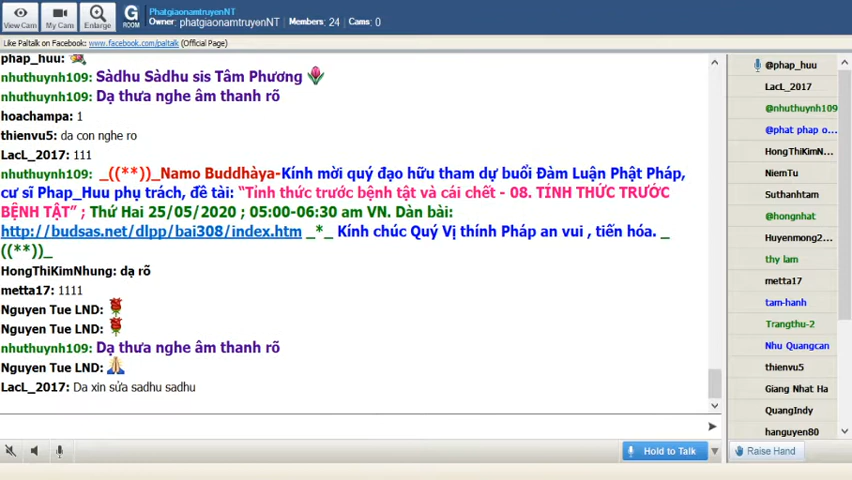 PhatgiaonamtruyenNT
Owner: phatgiaonamtruyenNT Members: 24 Cams: 0
View Cam My Cam Enlarge G ROOM
Like Paltalk on Facebook: www.facebook.com/paltalk (Official Page)
phap_huu:
nhuthuynh109: Sàdhu Sàdhu sis Tâm Phương
nhuthuynh109: Dạ thưa nghe âm thanh rõ
hoachampa: 1
thienvu5: da con nghe ro
LacL_2017: 111
nhuthuynh109: _((**))_Namo Buddhàya-Kính mời quý đạo hữu tham dự buổi Đàm Luận Phật Pháp,
cư sĩ Phap_Huu phụ trách, đề tài: “Tỉnh thức trước bệnh tật và cái chết - 08. TỈNH THỨC TRƯỚC
BỆNH TẬT” ; Thứ Hai 25/05/2020 ; 05:00-06:30 am VN. Dàn bài:
http://budsas.net/dlpp/bai308/index.htm _*_ Kính chúc Quý Vị thính Pháp an vui , tiến hóa. _
((**))_
HongThiKimNhung: dạ rõ
metta17: 1111
Nguyen Tue LND:
Nguyen Tue LND:
nhuthuynh109: Dạ thưa nghe âm thanh rõ
Nguyen Tue LND:
LacL_2017: Da xin sửa sadhu sadhu
@phap_huu
LacL_2017
@nhuthuynh109
@phat phap o...
HongThiKimN...
NiemTu
Suthanhtam
@hongnhat
Huyenmong2...
thy lam
metta17
tam-hanh
Trangthu-2
Nhu Quangcan
thienvu5
Giang Nhat Ha
QuangIndy
hanguyen80
Hold to Talk
Raise Hand